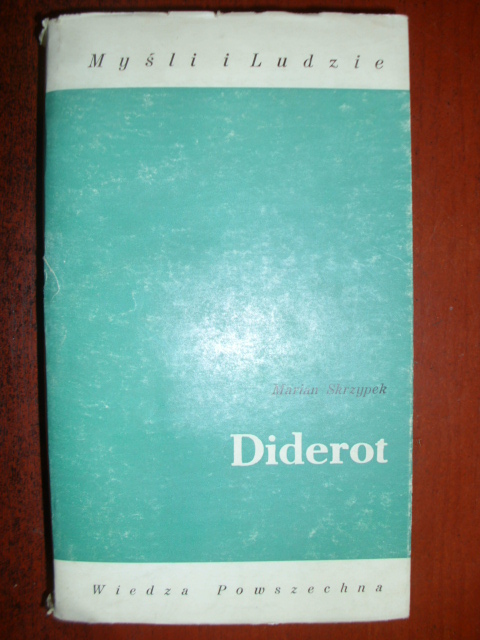 Myśli i Ludzie
Marian Skrzypek
Diderot
Wiedza Powszechna